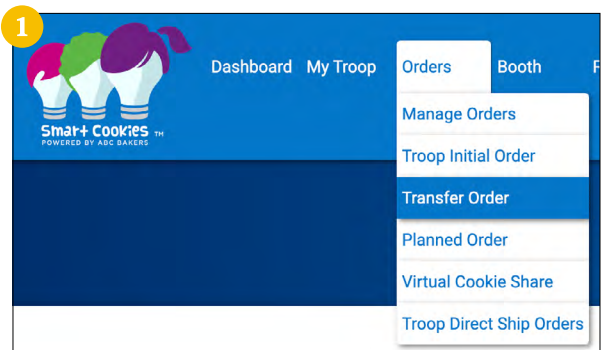 1
Dashboard My Troop Orders Booth F
Smart Cookies TM
POWERED BY ABC BAKERS
Manage Orders
Troop Initial Order
Transfer Order
Planned Order
Virtual Cookie Share
Troop Direct Ship Orders